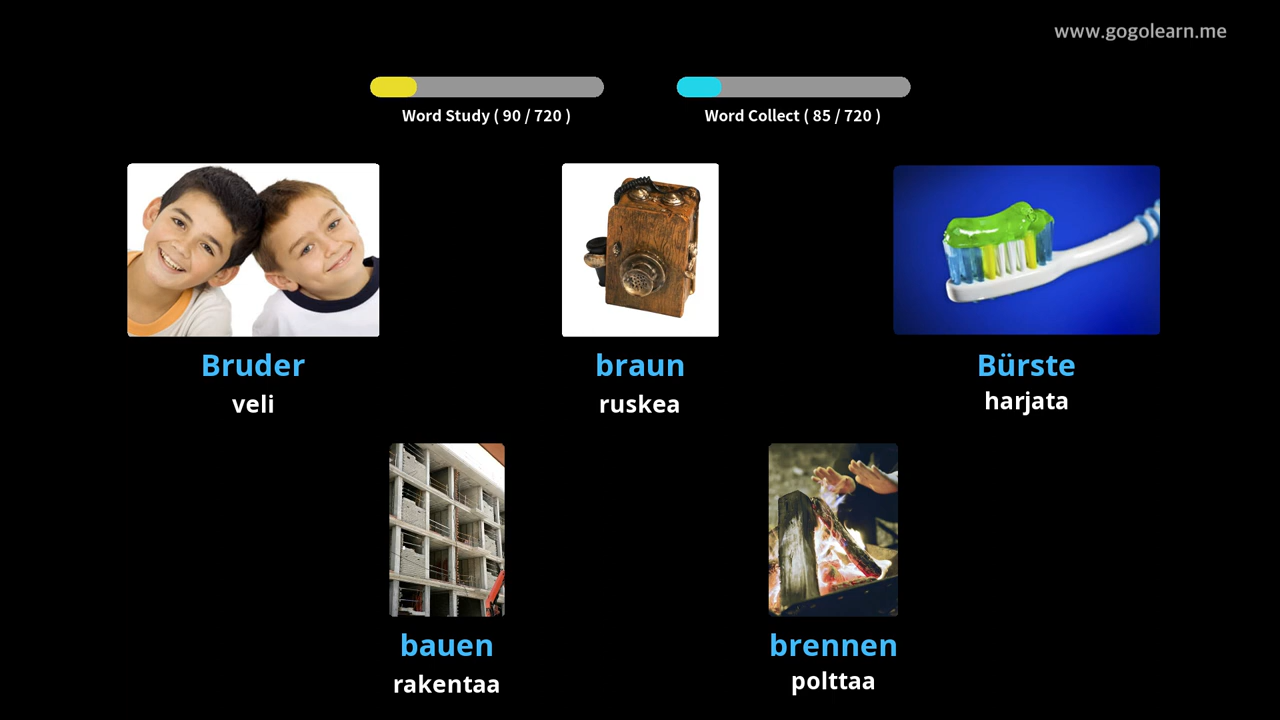 www.gogolearn.me
Word Study ( 90 / 720 )
Word Collect ( 85 / 720 )
Bruder
veli
braun
ruskea
Bürste
harjata
bauen
rakentaa
brennen
polttaa